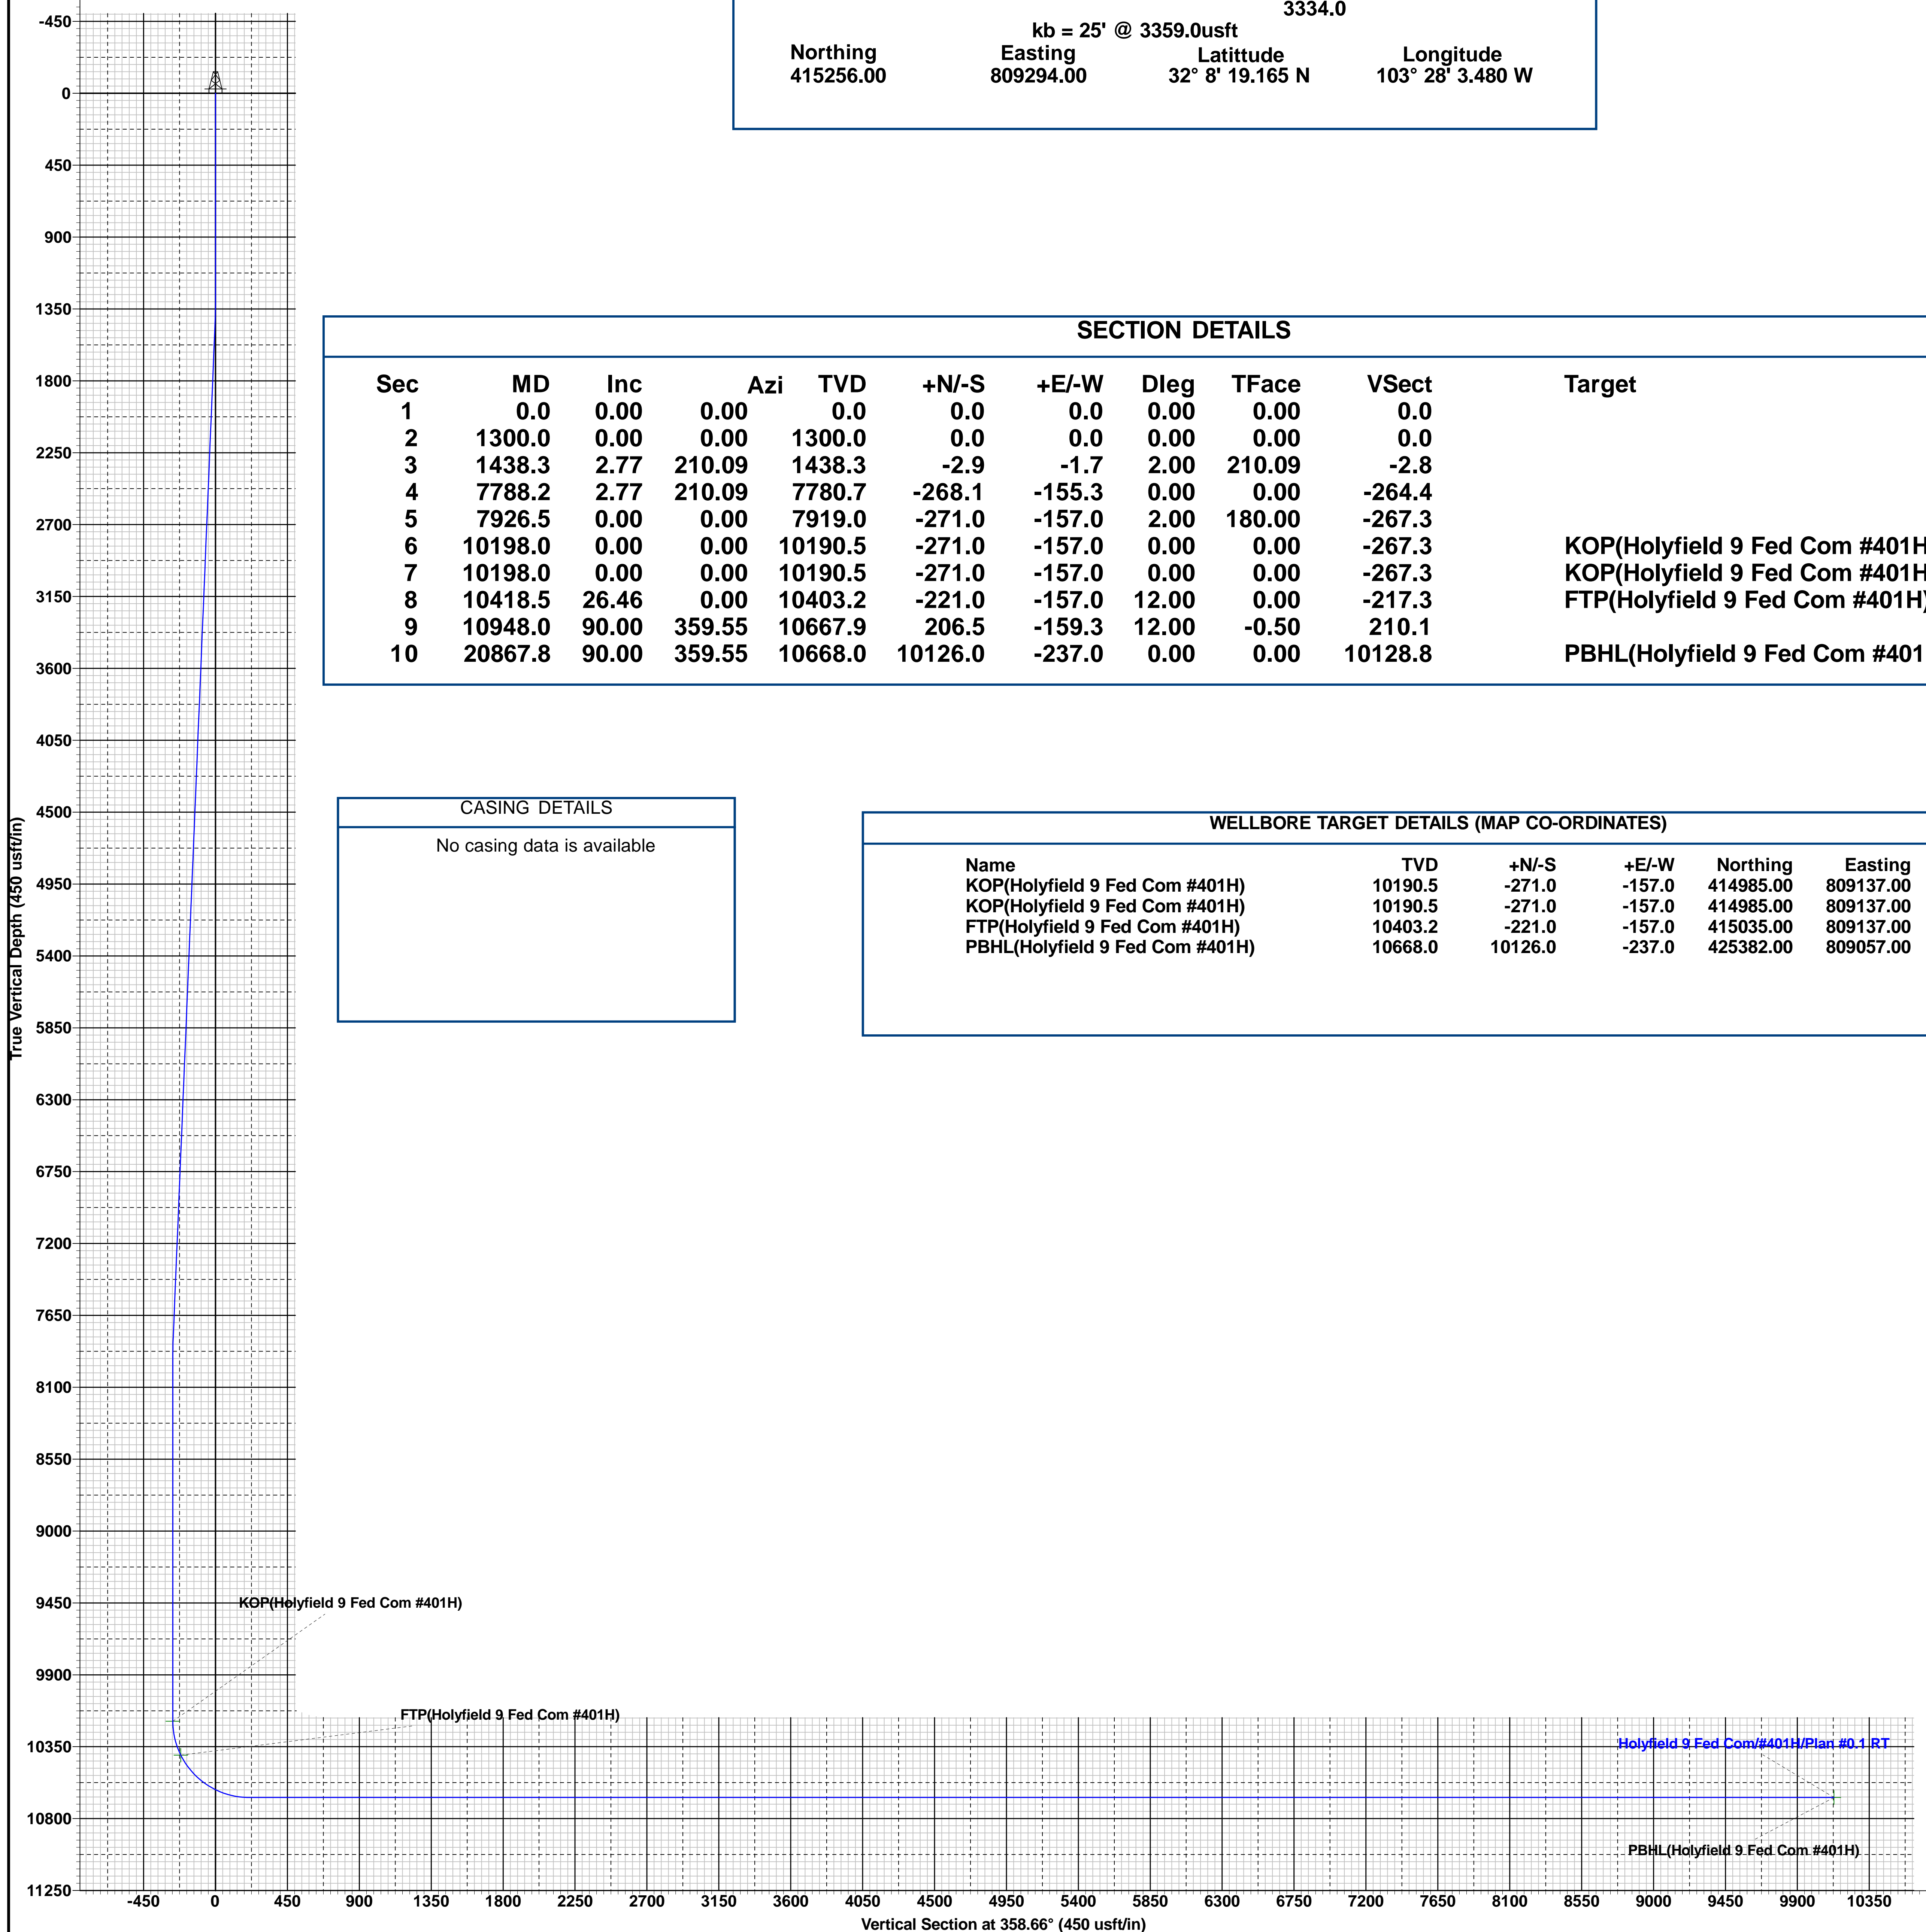 3334.0
kb = 25' @ 3359.0usft
Northing Easting Latittude Longitude
415256.00 809294.00 32° 8' 19.165 N 103° 28' 3.480 W
SECTION DETAILS
Sec MD Inc Azi TVD +N/-S +E/-W Dleg TFace VSect Target
1 0.0 0.00 0.00 0.0 0.0 0.0 0.00 0.00 0.0
2 1300.0 0.00 0.00 1300.0 0.0 0.0 0.00 0.00 0.0
3 1438.3 2.77 210.09 1438.3 -2.9 -1.7 2.00 210.09 -2.8
4 7788.2 2.77 210.09 7780.7 -268.1 -155.3 0.00 0.00 -264.4
5 7926.5 0.00 0.00 7919.0 -271.0 -157.0 2.00 180.00 -267.3
6 10198.0 0.00 0.00 10190.5 -271.0 -157.0 0.00 0.00 -267.3 KOP(Holyfield 9 Fed Com #401H
7 10198.0 0.00 0.00 10190.5 -271.0 -157.0 0.00 0.00 -267.3 KOP(Holyfield 9 Fed Com #401H
8 10418.5 26.46 0.00 10403.2 -221.0 -157.0 12.00 0.00 -217.3 FTP(Holyfield 9 Fed Com #401H)
9 10948.0 90.00 359.55 10667.9 206.5 -159.3 12.00 -0.50 210.1
10 20867.8 90.00 359.55 10668.0 10126.0 -237.0 0.00 0.00 10128.8 PBHL(Holyfield 9 Fed Com #401
CASING DETAILS
No casing data is available
WELLBORE TARGET DETAILS (MAP CO-ORDINATES)
Name TVD +N/-S +E/-W Northing Easting
KOP(Holyfield 9 Fed Com #401H) 10190.5 -271.0 -157.0 414985.00 809137.00
KOP(Holyfield 9 Fed Com #401H) 10190.5 -271.0 -157.0 414985.00 809137.00
FTP(Holyfield 9 Fed Com #401H) 10403.2 -221.0 -157.0 415035.00 809137.00
PBHL(Holyfield 9 Fed Com #401H) 10668.0 10126.0 -237.0 425382.00 809057.00
True Vertical Depth (450 usft/in)
-450
0
450
900
1350
1800
2250
2700
3150
3600
4050
4500
4950
5400
5850
6300
6750
7200
7650
8100
8550
9000
9450
9900
10350
10800
11250
KOP(Holyfield 9 Fed Com #401H)
FTP(Holyfield 9 Fed Com #401H)
Holyfield 9 Fed Com/#401H/Plan #0.1 RT
PBHL(Holyfield 9 Fed Com #401H)
-450 0 450 900 1350 1800 2250 2700 3150 3600 4050 4500 4950 5400 5850 6300 6750 7200 7650 8100 8550 9000 9450 9900 10350
Vertical Section at 358.66° (450 usft/in)